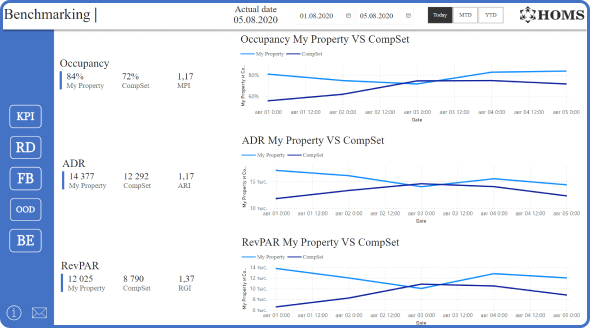 Benchmarking |
Actual date
05.08.2020
01.08.2020 05.08.2020
Today MTD YTD
HOMS
KPI
RD
FB
OOD
BE
Occupancy
84% 72% 1,17
My Property CompSet MPI
ADR
14 377 12 292 1,17
My Property CompSet ARI
RevPAR
12 025 8 790 1,37
My Property CompSet RGI
Occupancy My Property VS CompSet
My Property CompSet
My Property и Co...
80%
60%
авг 01 0:00 авг 01 12:00 авг 02 0:00 авг 02 12:00 авг 03 0:00 авг 03 12:00 авг 04 0:00 авг 04 12:00 авг 05 0:00
Date
ADR My Property VS CompSet
My Property CompSet
My Property и Co...
15 тыс.
10 тыс.
авг 01 0:00 авг 01 12:00 авг 02 0:00 авг 02 12:00 авг 03 0:00 авг 03 12:00 авг 04 0:00 авг 04 12:00 авг 05 0:00
Date
RevPAR My Property VS CompSet
My Property CompSet
My Property и Co...
14 тыс.
12 тыс.
10 тыс.
8 тыс.
6 тыс.
авг 01 0:00 авг 01 12:00 авг 02 0:00 авг 02 12:00 авг 03 0:00 авг 03 12:00 авг 04 0:00 авг 04 12:00 авг 05 0:00
Date